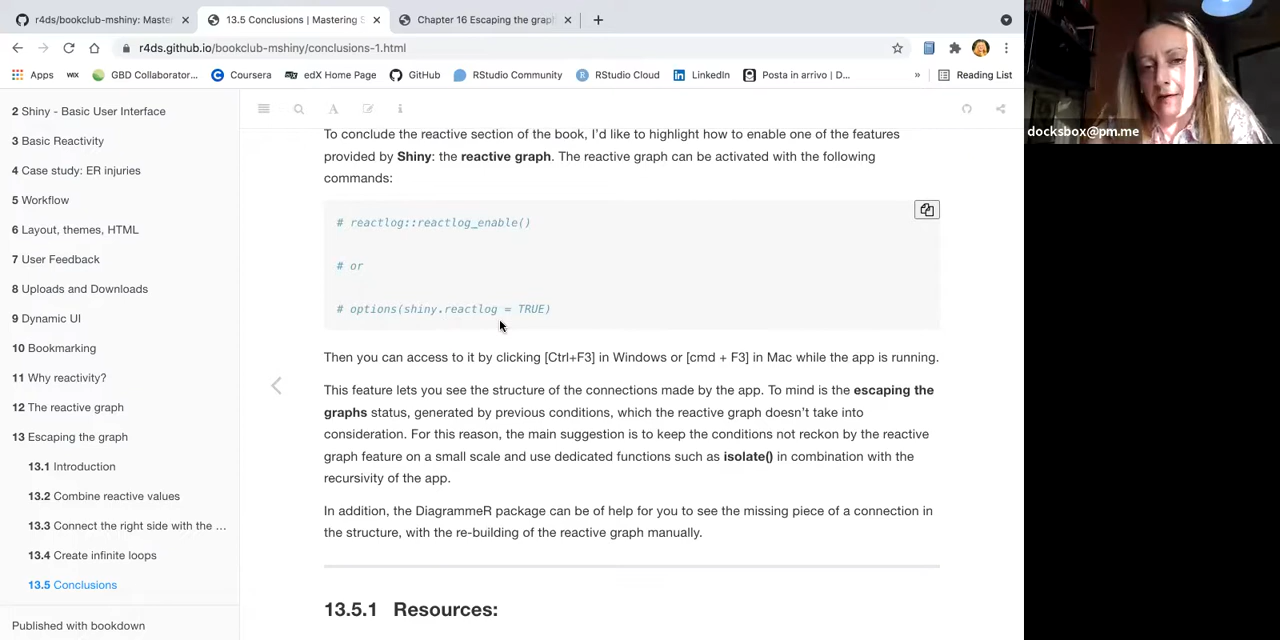 r4ds/bookclub-mshiny: Master
13.5 Conclusions | Mastering S
Chapter 16 Escaping the graph
r4ds.github.io/bookclub-mshiny/conclusions-1.html
Apps
WIX
GBD Collaborator...
Coursera
edX Home Page
GitHub
RStudio Community
RStudio Cloud
LinkedIn
Posta in arrivo | D...
»
Reading List
docksbox@pm.me
2 Shiny - Basic User Interface
3 Basic Reactivity
4 Case study: ER injuries
5 Workflow
6 Layout, themes, HTML
7 User Feedback
8 Uploads and Downloads
9 Dynamic UI
10 Bookmarking
11 Why reactivity?
12 The reactive graph
13 Escaping the graph
13.1 Introduction
13.2 Combine reactive values
13.3 Connect the right side with the ...
13.4 Create infinite loops
13.5 Conclusions
Published with bookdown
To conclude the reactive section of the book, I'd like to highlight how to enable one of the features
provided by Shiny: the reactive graph. The reactive graph can be activated with the following
commands:
# reactlog::reactlog_enable()
# or
# options(shiny.reactlog = TRUE)
Then you can access to it by clicking [Ctrl+F3] in Windows or [cmd + F3] in Mac while the app is running.
This feature lets you see the structure of the connections made by the app. To mind is the escaping the
graphs status, generated by previous conditions, which the reactive graph doesn't take into
consideration. For this reason, the main suggestion is to keep the conditions not reckon by the reactive
graph feature on a small scale and use dedicated functions such as isolate() in combination with the
recursivity of the app.
In addition, the DiagrammeR package can be of help for you to see the missing piece of a connection in
the structure, with the re-building of the reactive graph manually.
13.5.1 Resources: